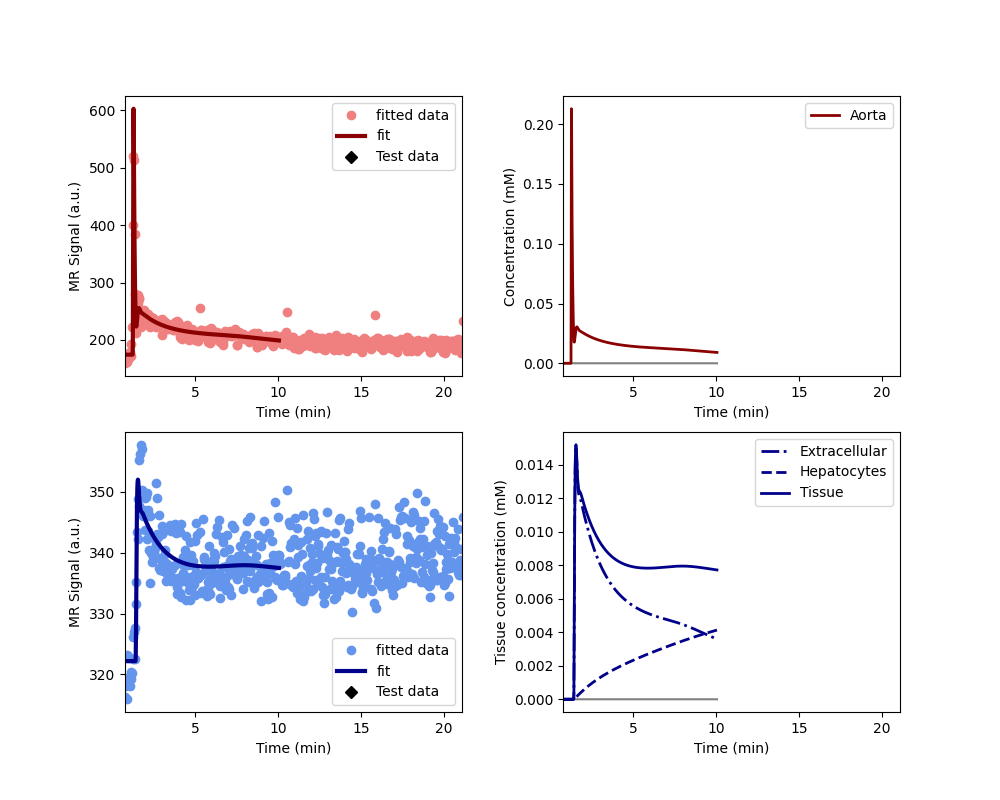 600
500
400
300
200
MR Signal (a.u.)
fitted data
fit
Test data
5
10
15
20
Time (min)
0.20
0.15
0.10
0.05
0.00
Concentration (mM)
Aorta
5
10
15
20
Time (min)
350
340
330
320
MR Signal (a.u.)
fitted data
fit
Test data
5
10
15
20
Time (min)
0.014
0.012
0.010
0.008
0.006
0.004
0.002
0.000
Tissue concentration (mM)
Extracellular
Hepatocytes
Tissue
5
10
15
20
Time (min)